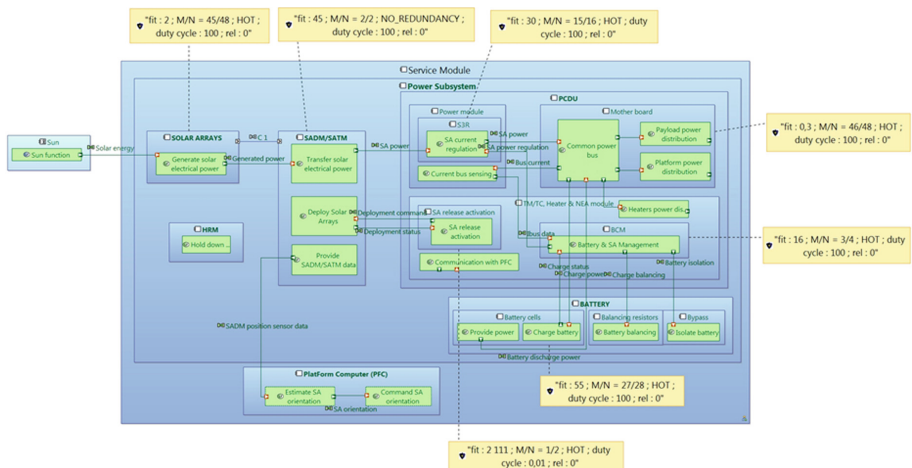 "fit : 2 ; M/N = 45/48 ; HOT ;
duty cycle : 100 ; rel : 0"
"fit : 45 ; M/N = 2/2 ; NO_REDUNDANCY ;
duty cycle : 100 ; rel : 0"
"fit : 30 ; M/N = 15/16 ; HOT ; duty
cycle : 100 ; rel : 0"
Service Module
Power Subsystem
PCDU
Power module
Mother board
S3R
SOLAR ARRAYS
C 1
SADM/SATM
SA power
SA current
regulation
SA power
SA power regulation
Common power
bus
Payload power
distribution
"fit : 0,3 ; M/N = 46/48 ; HOT ;
duty cycle : 100 ; rel : 0"
Sun
Sun function
Solar energy
Generate solar
electrical power
Generated power
Transfer solar
electrical power
Current bus sensing
Bus current
Platform power
distribution
TM/TC, Heater & NEA module
Heaters power dis...
Deploy Solar
Arrays
Deployment command
Deployment status
SA release activation
SA release
activation
Bus data
BCM
Battery & SA Management
"fit : 16 ; M/N = 3/4 ; HOT ; duty
cycle : 100 ; rel : 0"
HRM
Hold down ...
Provide
SADM/SATM data
Communication with PFC
Charge status
Charge power
Charge balancing
Battery isolation
BATTERY
Battery cells
Balancing resistors
Bypass
Provide power
Charge battery
Battery balancing
Isolate battery
SADM position sensor data
Battery discharge power
PlatForm Computer (PFC)
Estimate SA
orientation
Command SA
orientation
SA orientation
"fit : 55 ; M/N = 27/28 ; HOT ;
duty cycle : 100 ; rel : 0"
"fit : 2 111 ; M/N = 1/2 ; HOT ; duty
cycle : 0,01 ; rel : 0"